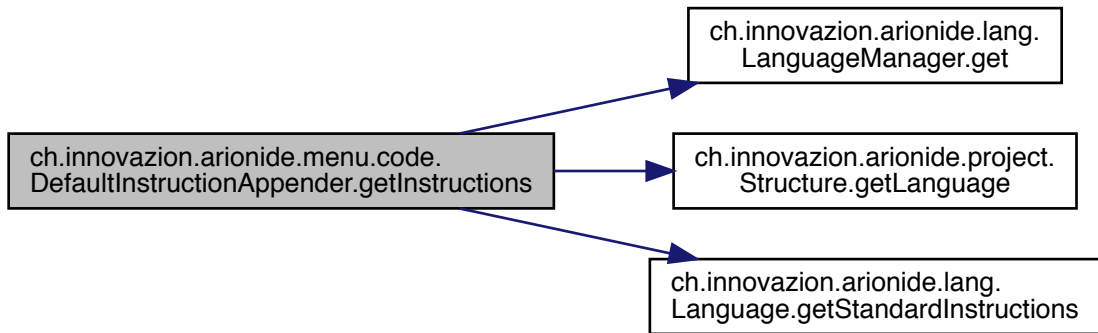 ch.innovazion.arionide.menu.code.
DefaultInstructionAppender.getInstructions
ch.innovazion.arionide.lang.
LanguageManager.get
ch.innovazion.arionide.project.
Structure.getLanguage
ch.innovazion.arionide.lang.
Language.getStandardInstructions